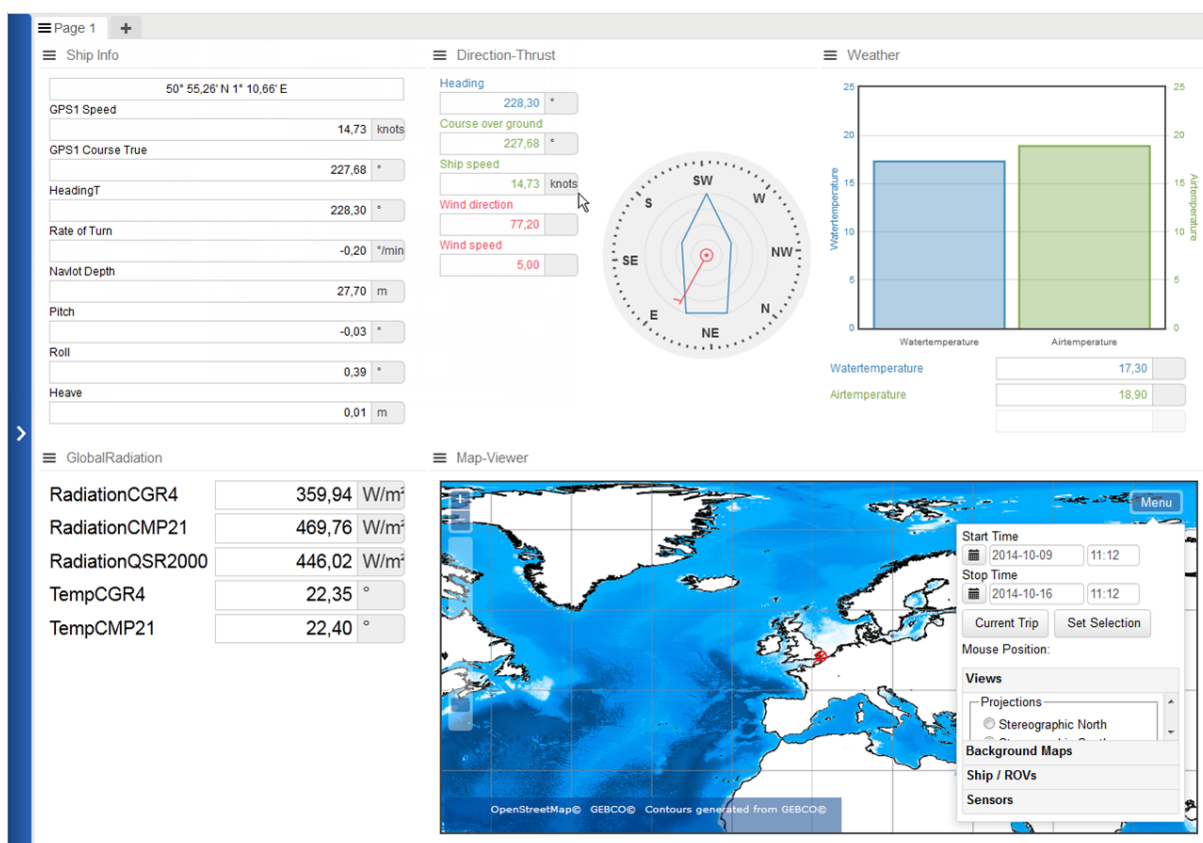 Page 1 +
Ship Info
50° 55,26' N 1° 10,66' E
GPS1 Speed
14,73 knots
GPS1 Course True
227,68 °
HeadingT
228,30 °
Rate of Turn
-0,20 °/min
Navlot Depth
27,70 m
Pitch
-0,03 °
Roll
0,39 °
Heave
0,01 m
Direction-Thrust
Heading
228,30 °
Course over ground
227,68 °
Ship speed
14,73 knots
Wind direction
77,20
Wind speed
5,00
SW
S
W
SE
NW
E
N
NE
Weather
25
20
15
10
5
0
Watertemperature
25
20
15
10
5
0
Airtemperature
Watertemperature
Airtemperature
Watertemperature 17,30
Airtemperature 18,90
GlobalRadiation
RadiationCGR4 359,94 W/m²
RadiationCMP21 469,76 W/m²
RadiationQSR2000 446,02 W/m²
TempCGR4 22,35 °
TempCMP21 22,40 °
Map-Viewer
+
Menu
Start Time
2014-10-09 11:12
Stop Time
2014-10-16 11:12
Current Trip Set Selection
Mouse Position:
Views
Projections
Stereographic North
Background Maps
Ship / ROVs
Sensors
OpenStreetMap© GEBCO© Contours generated from GEBCO©